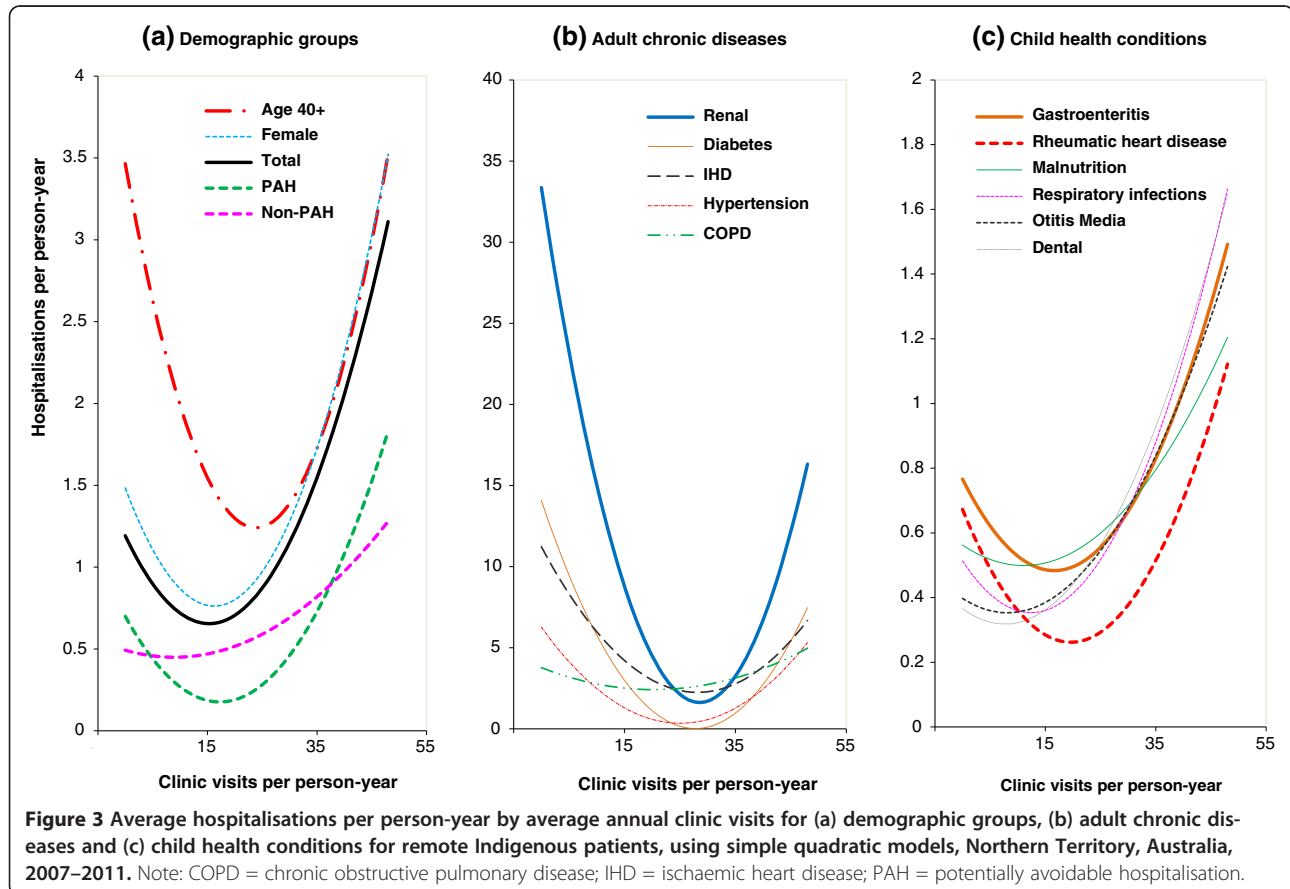 (a) Demographic groups
Hospitalisations per person-year
4
3.5
3
2.5
2
1.5
1
0.5
0
Age 40+
Female
Total
PAH
Non-PAH
15
35
55
Clinic visits per person-year
(b) Adult chronic diseases
40
35
30
25
20
15
10
5
0
Renal
Diabetes
IHD
Hypertension
COPD
15
35
55
Clinic visits per person-year
(c) Child health conditions
2
1.8
1.6
1.4
1.2
1
0.8
0.6
0.4
0.2
0
Gastroenteritis
Rheumatic heart disease
Malnutrition
Respiratory infections
Otitis Media
Dental
15
35
55
Clinic visits per person-year
Figure 3 Average hospitalisations per person-year by average annual clinic visits for (a) demographic groups, (b) adult chronic dis-
eases and (c) child health conditions for remote Indigenous patients, using simple quadratic models, Northern Territory, Australia,
2007–2011. Note: COPD = chronic obstructive pulmonary disease; IHD = ischaemic heart disease; PAH = potentially avoidable hospitalisation.